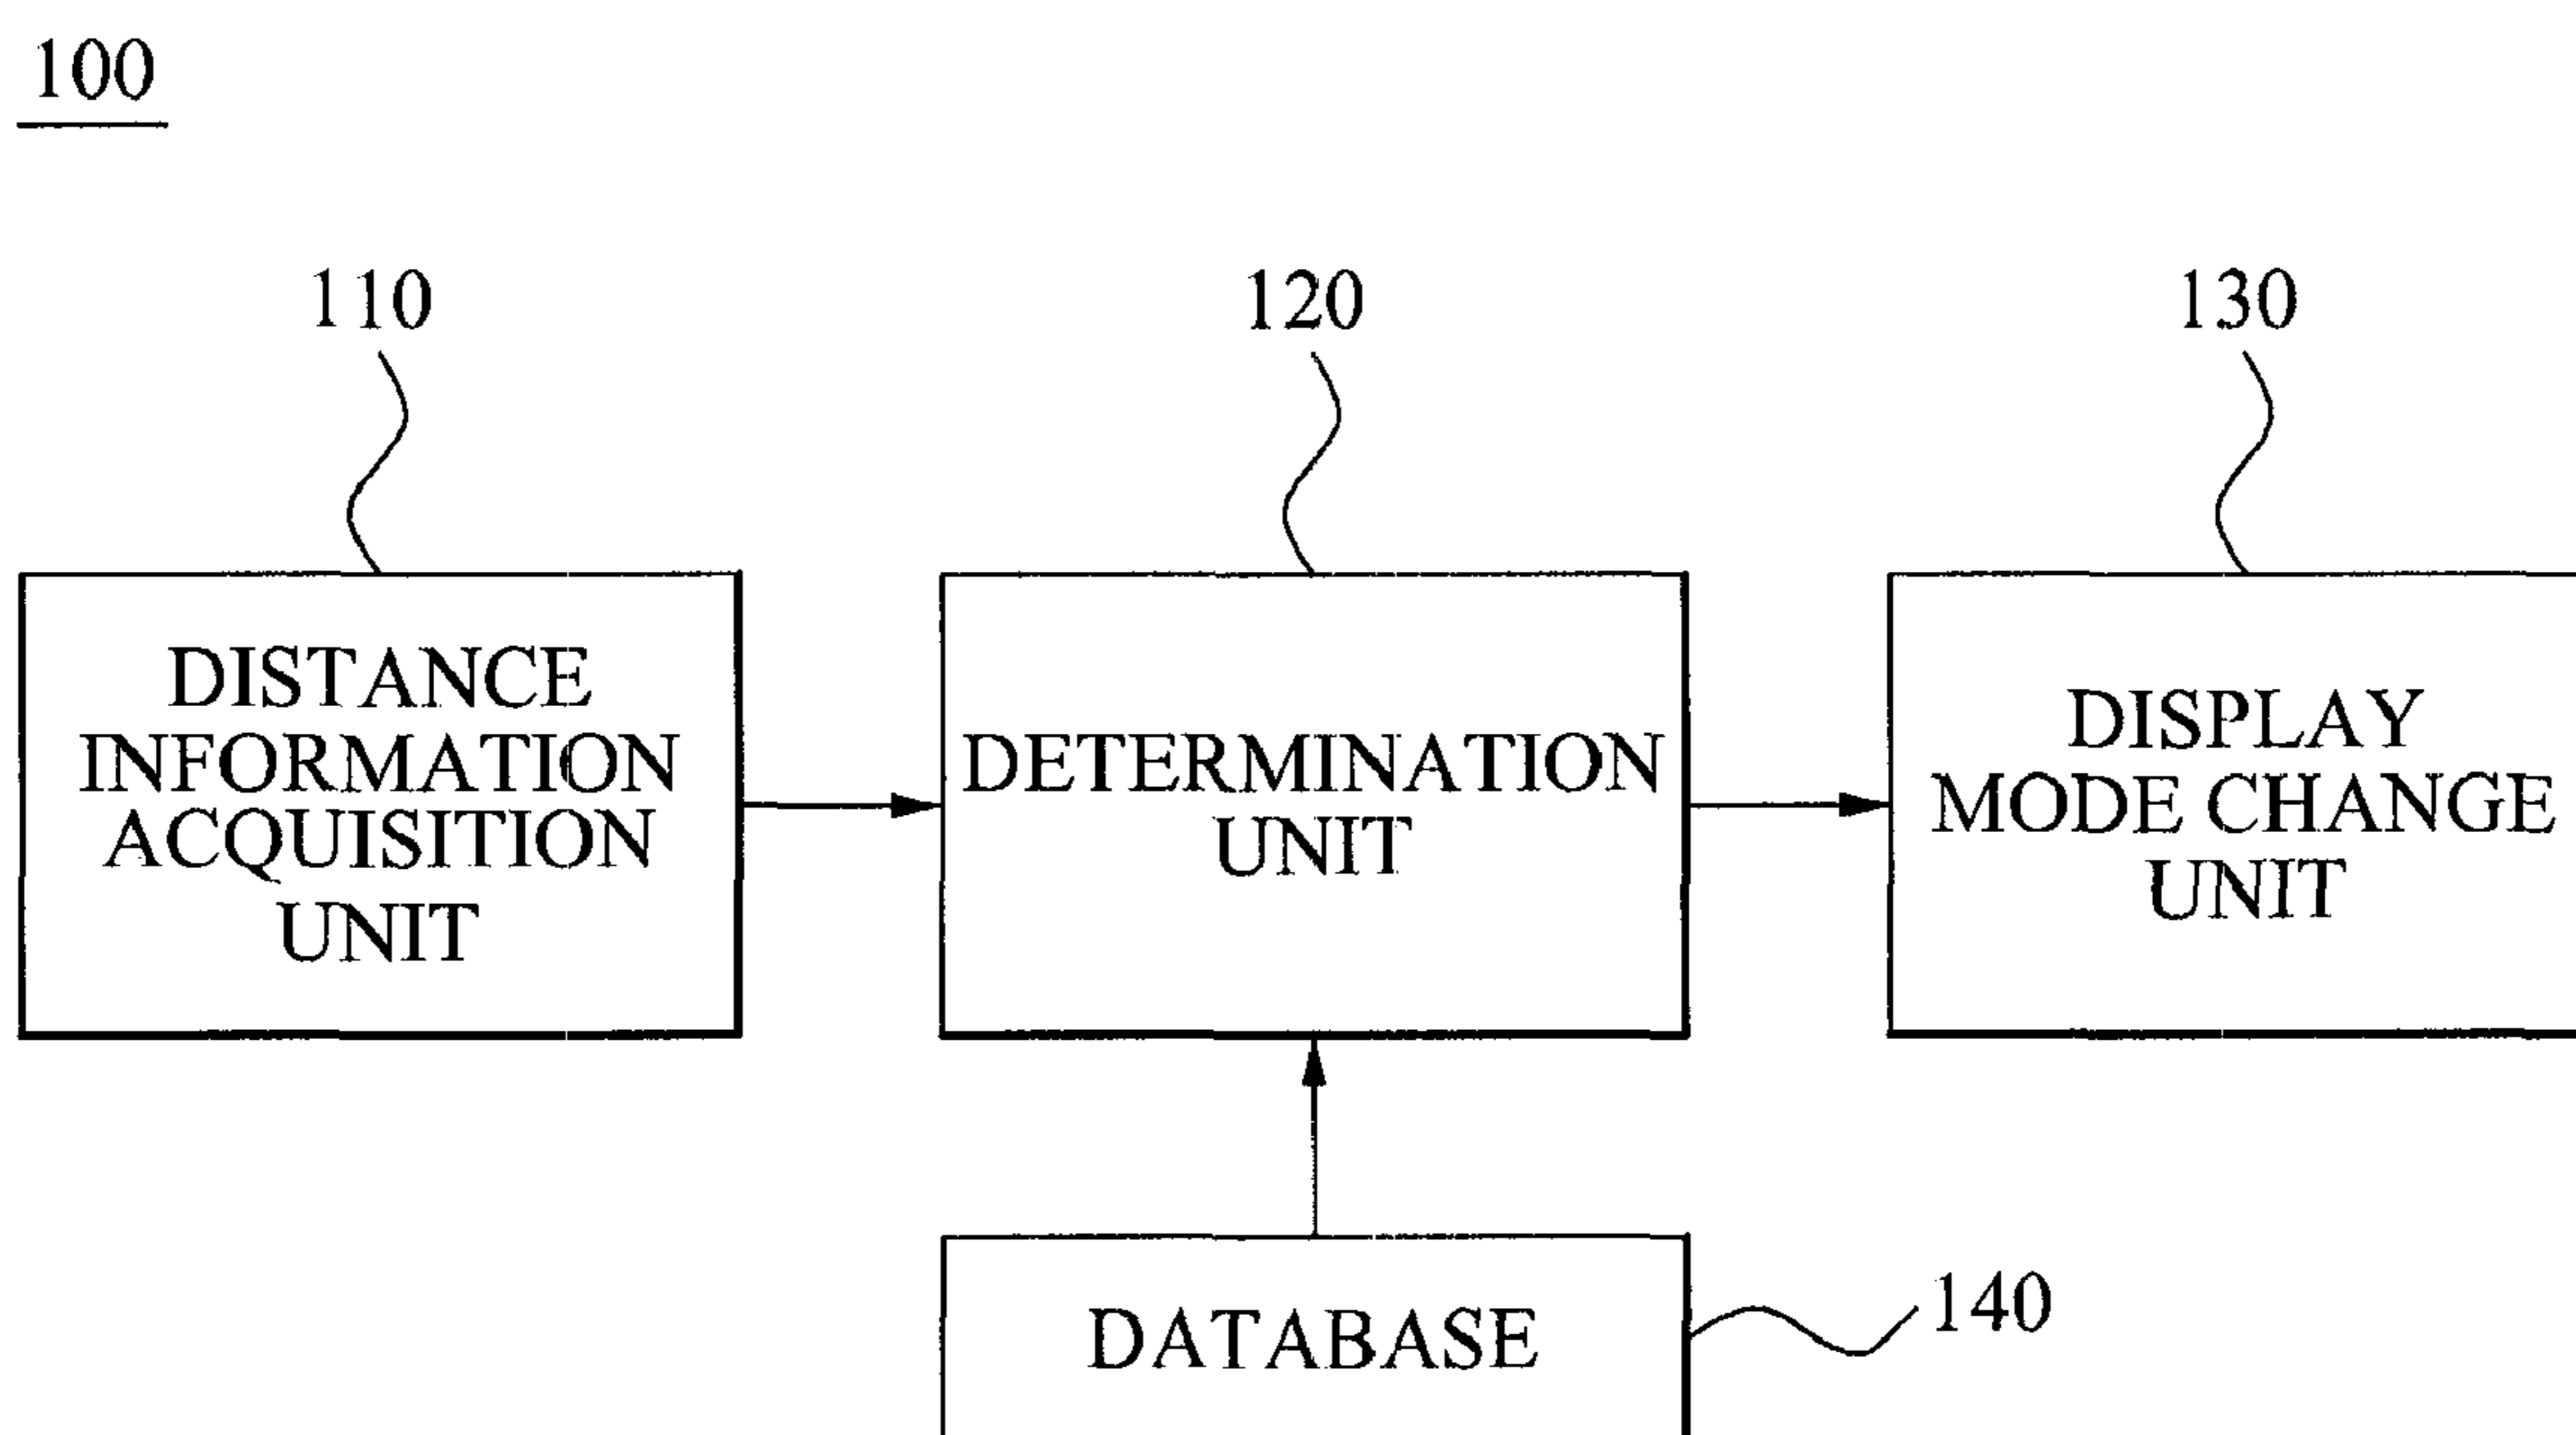 100
110
120
130
DISTANCE
INFORMATION
ACQUISITION
UNIT
DETERMINATION
UNIT
DISPLAY
MODE CHANGE
UNIT
DATABASE
140